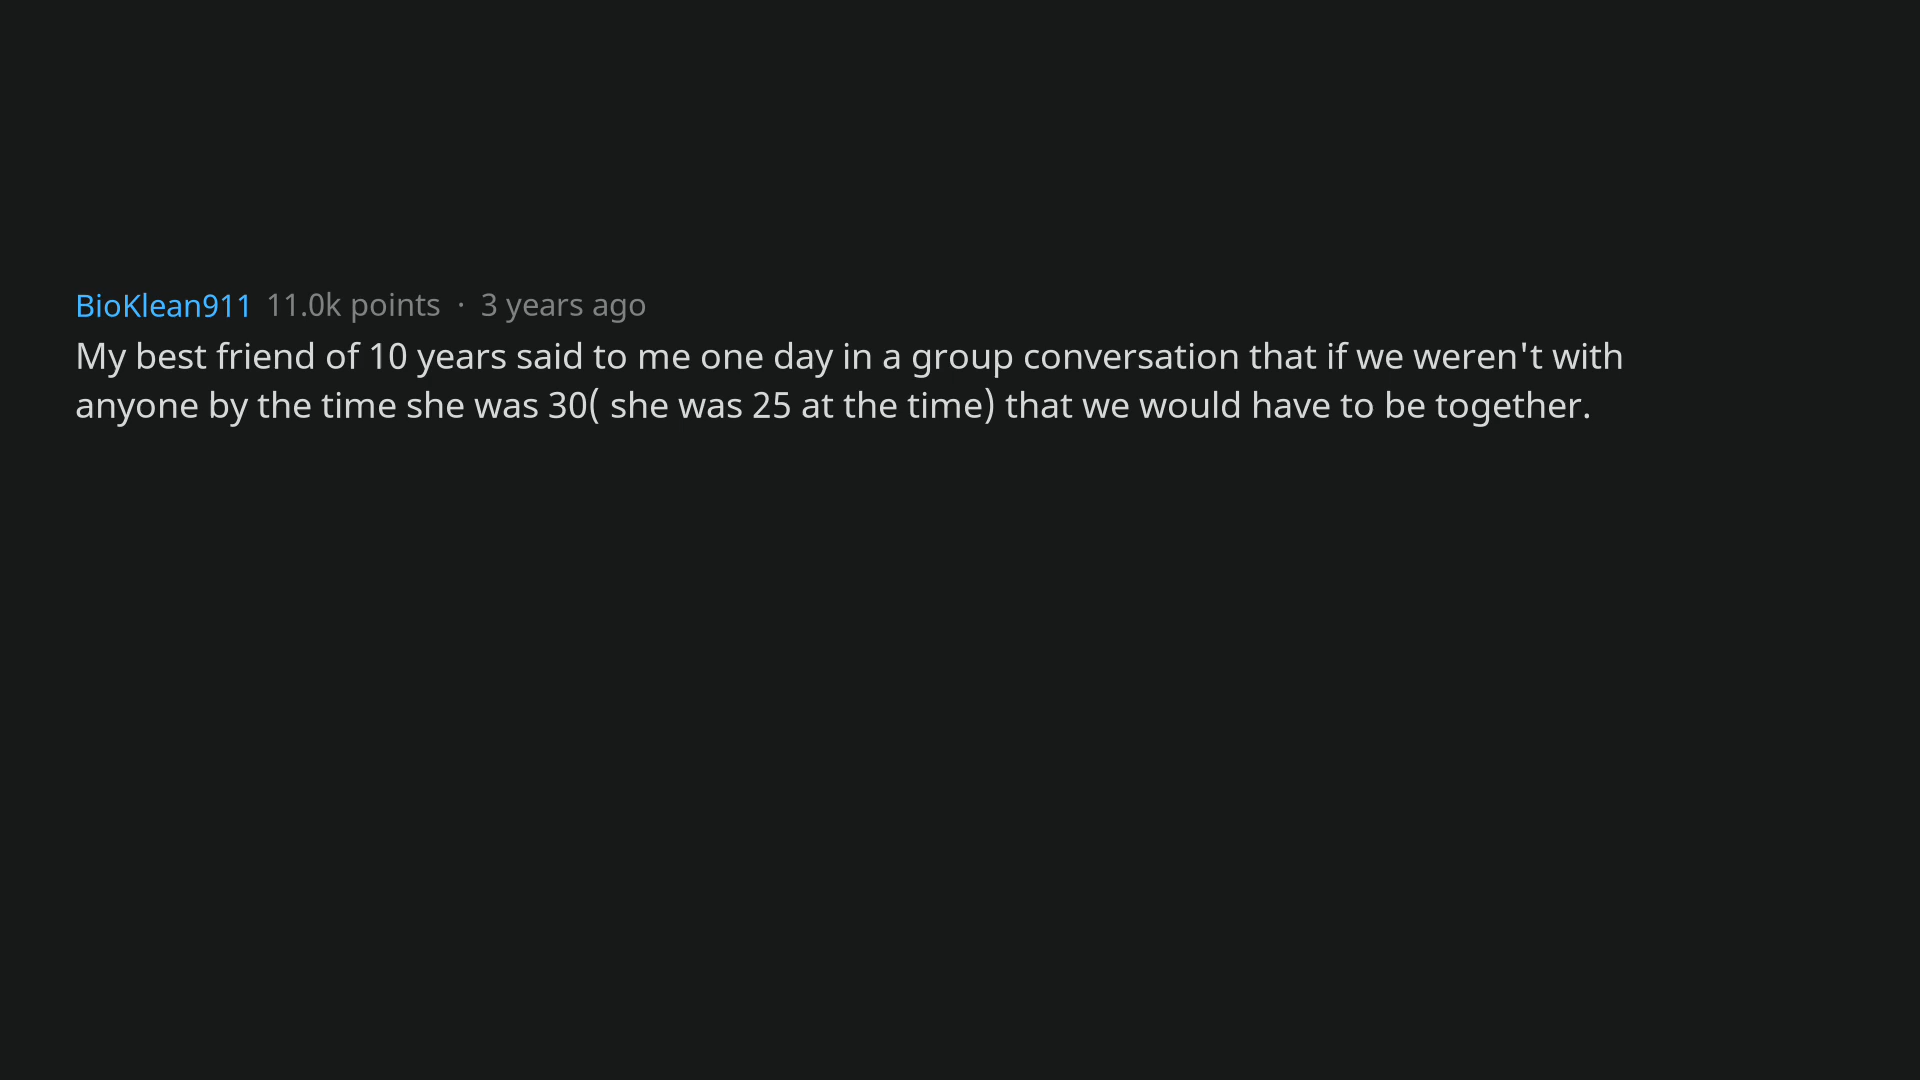 BioKlean911 11.0k points · 3 years ago
My best friend of 10 years said to me one day in a group conversation that if we weren't with
anyone by the time she was 30( she was 25 at the time) that we would have to be together.